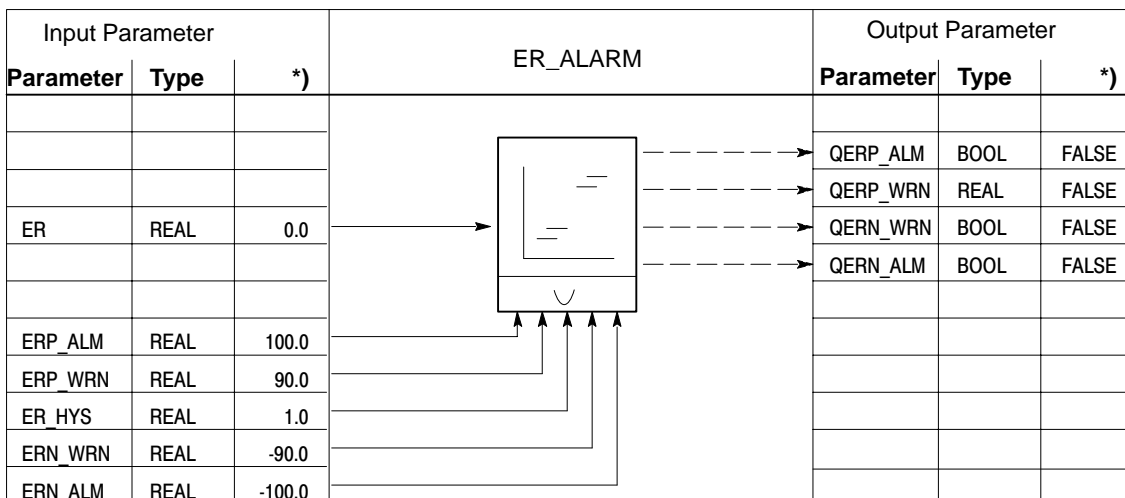 Input Parameter ER_ALARM Output Parameter
Parameter Type *) Parameter Type *)
QERP_ALM BOOL FALSE
QERP_WRN REAL FALSE
ER REAL 0.0 QERN_WRN BOOL FALSE
QERN_ALM BOOL FALSE
ERP_ALM REAL 100.0
ERP_WRN REAL 90.0
ER_HYS REAL 1.0
ERN_WRN REAL -90.0
ERN_ALM REAL -100.0